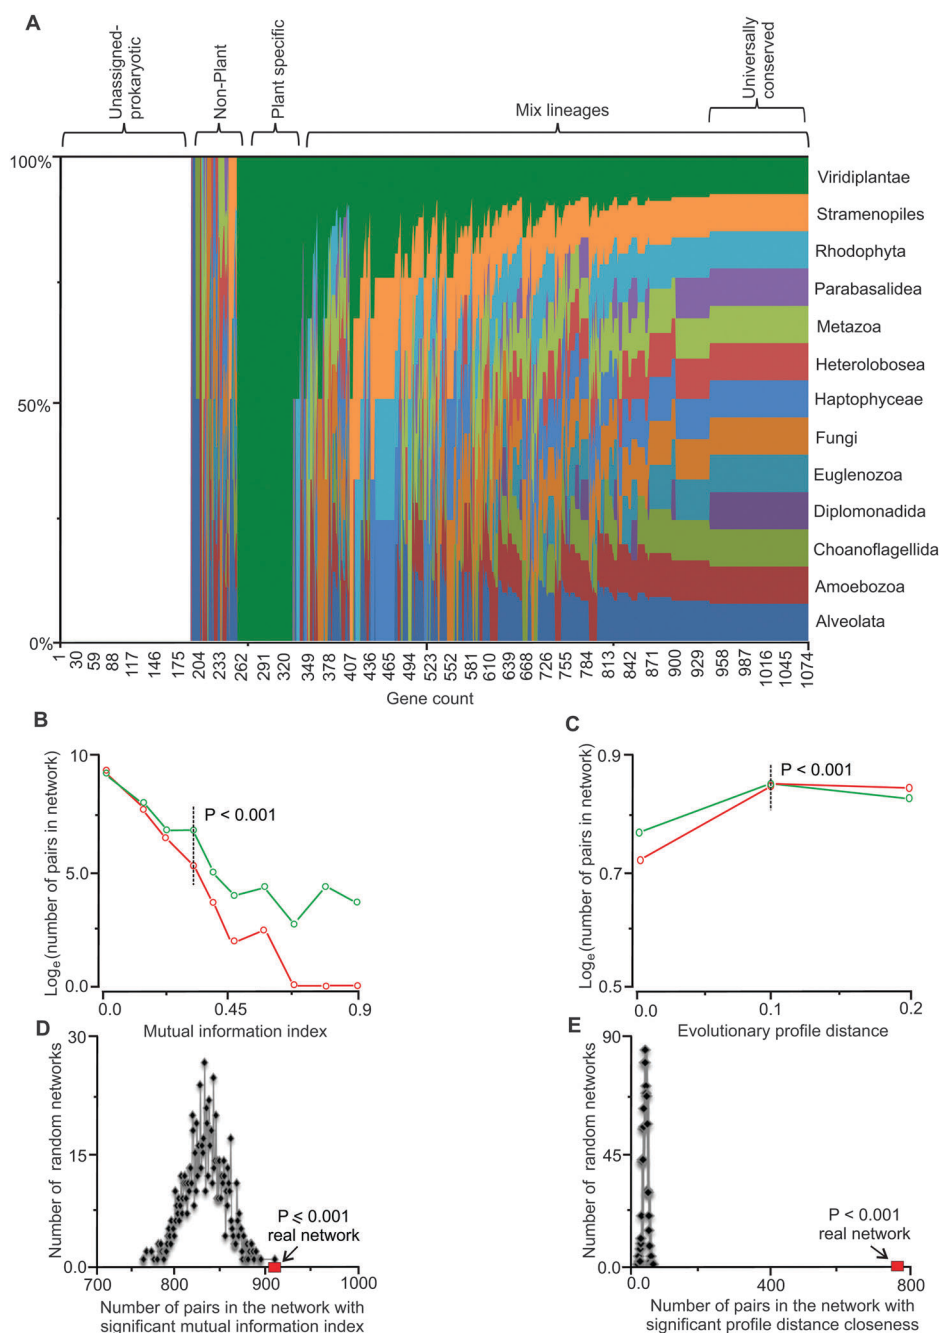 A
Unassigned-
prokaryotic
Non-Plant
Plant specific
Mix lineages
Universally
conserved
100%
50%
0%
Viridiplantae
Stramenopiles
Rhodophyta
Parabasalidea
Metazoa
Heterolobosea
Haptophyceae
Fungi
Euglenozoa
Diplomonadida
Choanoflagellida
Amoebozoa
Alveolata
1 30 59 88 117 146 175 204 233 262 291 320 349 378 407 436 465 494 523 552 581 610 639 668 726 755 784 813 842 871 900 929 958 987 1016 1045 1074
Gene count
B
Log e (number of pairs in network)
10
5.0
0.0
P < 0.001
0.0 0.45 0.9
Mutual information index
C
Log e (number of pairs in network)
0.9
0.7
0.5
P < 0.001
0.0 0.1 0.2
Evolutionary profile distance
D
Number of random networks
30
15
0.0
P ⩽ 0.001
real network
700 800 900 1000
Number of pairs in the network with
significant mutual information index
E
Number of random networks
90
45
0.0
P < 0.001
real network
0.0 400 800
Number of pairs in the network with
significant profile distance closeness